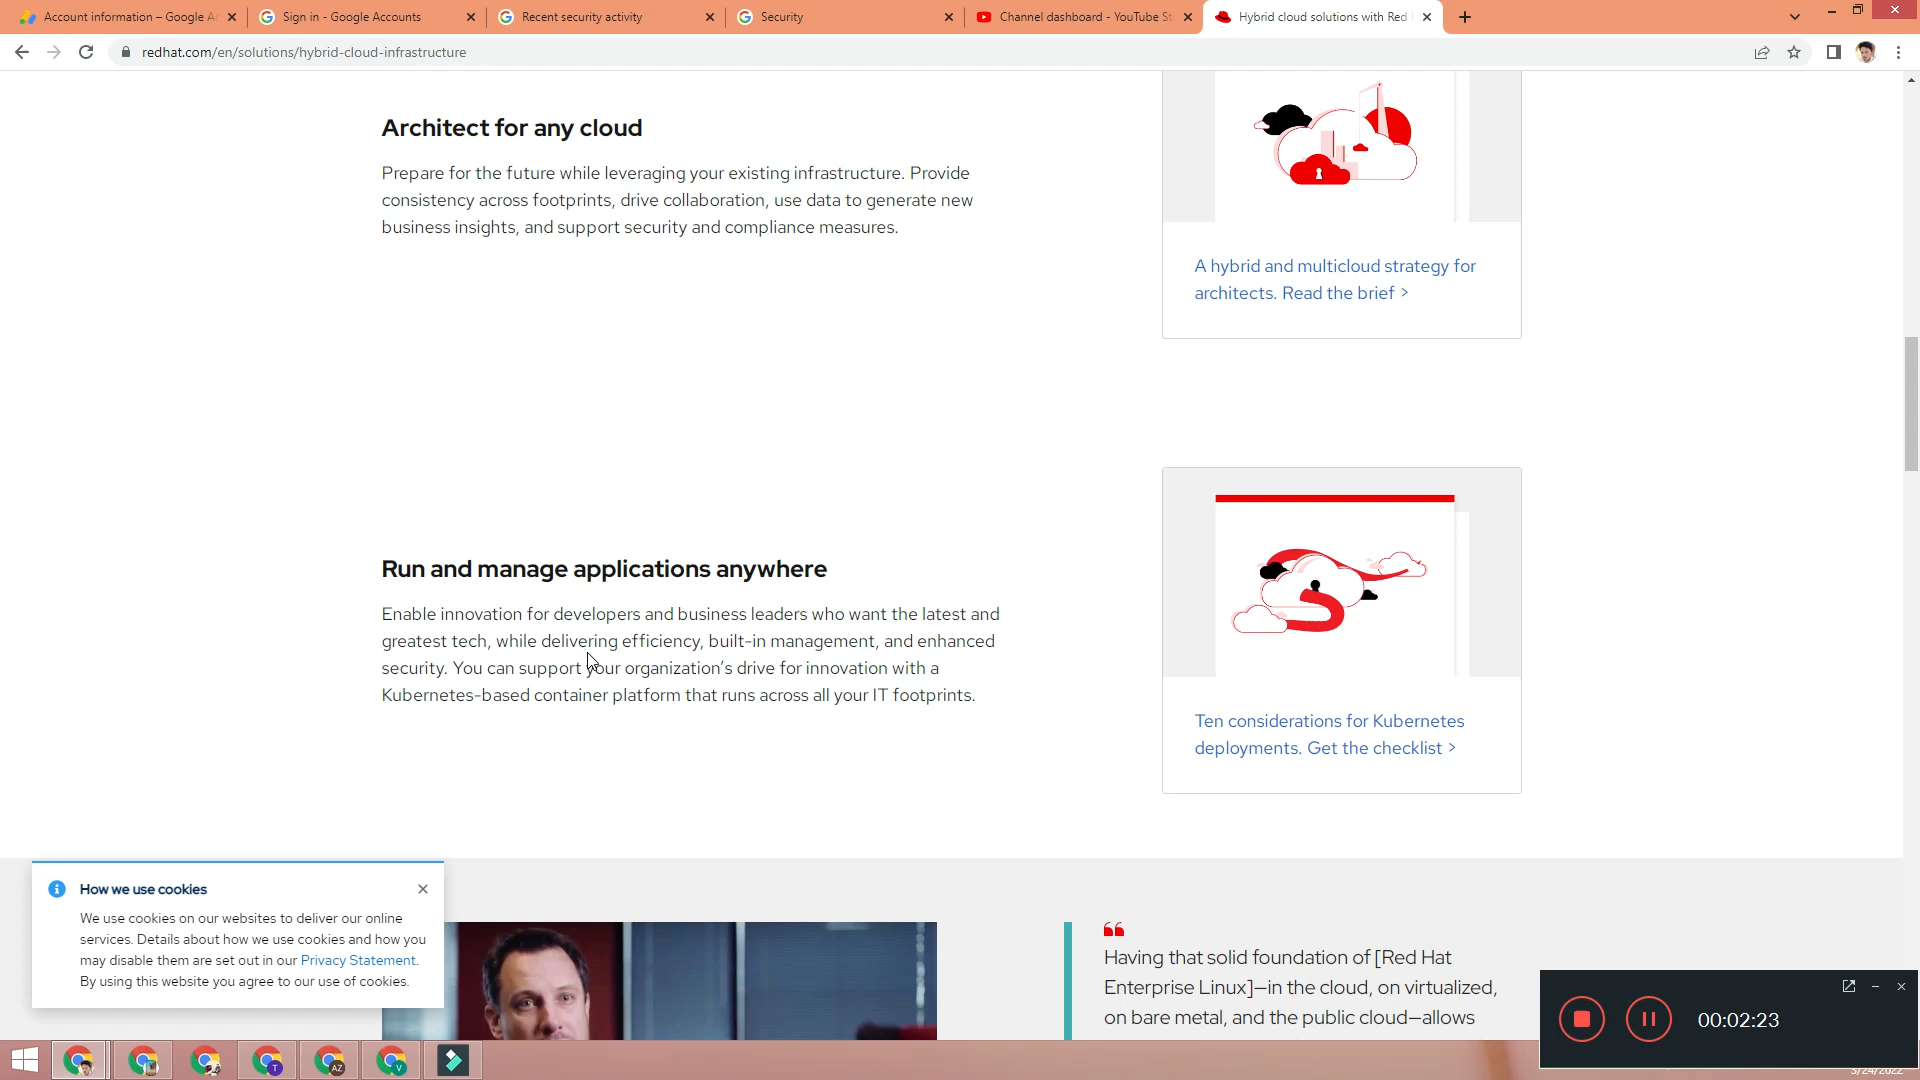 Account information – Google Ac
Sign in - Google Accounts
Recent security activity
Security
Channel dashboard - YouTube St
Hybrid cloud solutions with Red
redhat.com/en/solutions/hybrid-cloud-infrastructure
Architect for any cloud
Prepare for the future while leveraging your existing infrastructure. Provide
consistency across footprints, drive collaboration, use data to generate new
business insights, and support security and compliance measures.
A hybrid and multicloud strategy for
architects. Read the brief >
Run and manage applications anywhere
Enable innovation for developers and business leaders who want the latest and
greatest tech, while delivering efficiency, built-in management, and enhanced
security. You can support your organization’s drive for innovation with a
Kubernetes-based container platform that runs across all your IT footprints.
Ten considerations for Kubernetes
deployments. Get the checklist >
How we use cookies
We use cookies on our websites to deliver our online
services. Details about how we use cookies and how you
may disable them are set out in our Privacy Statement.
By using this website you agree to our use of cookies.
Having that solid foundation of [Red Hat
Enterprise Linux]—in the cloud, on virtualized,
on bare metal, and the public cloud—allows
00:02:23
T
AZ
V
3/24/2022